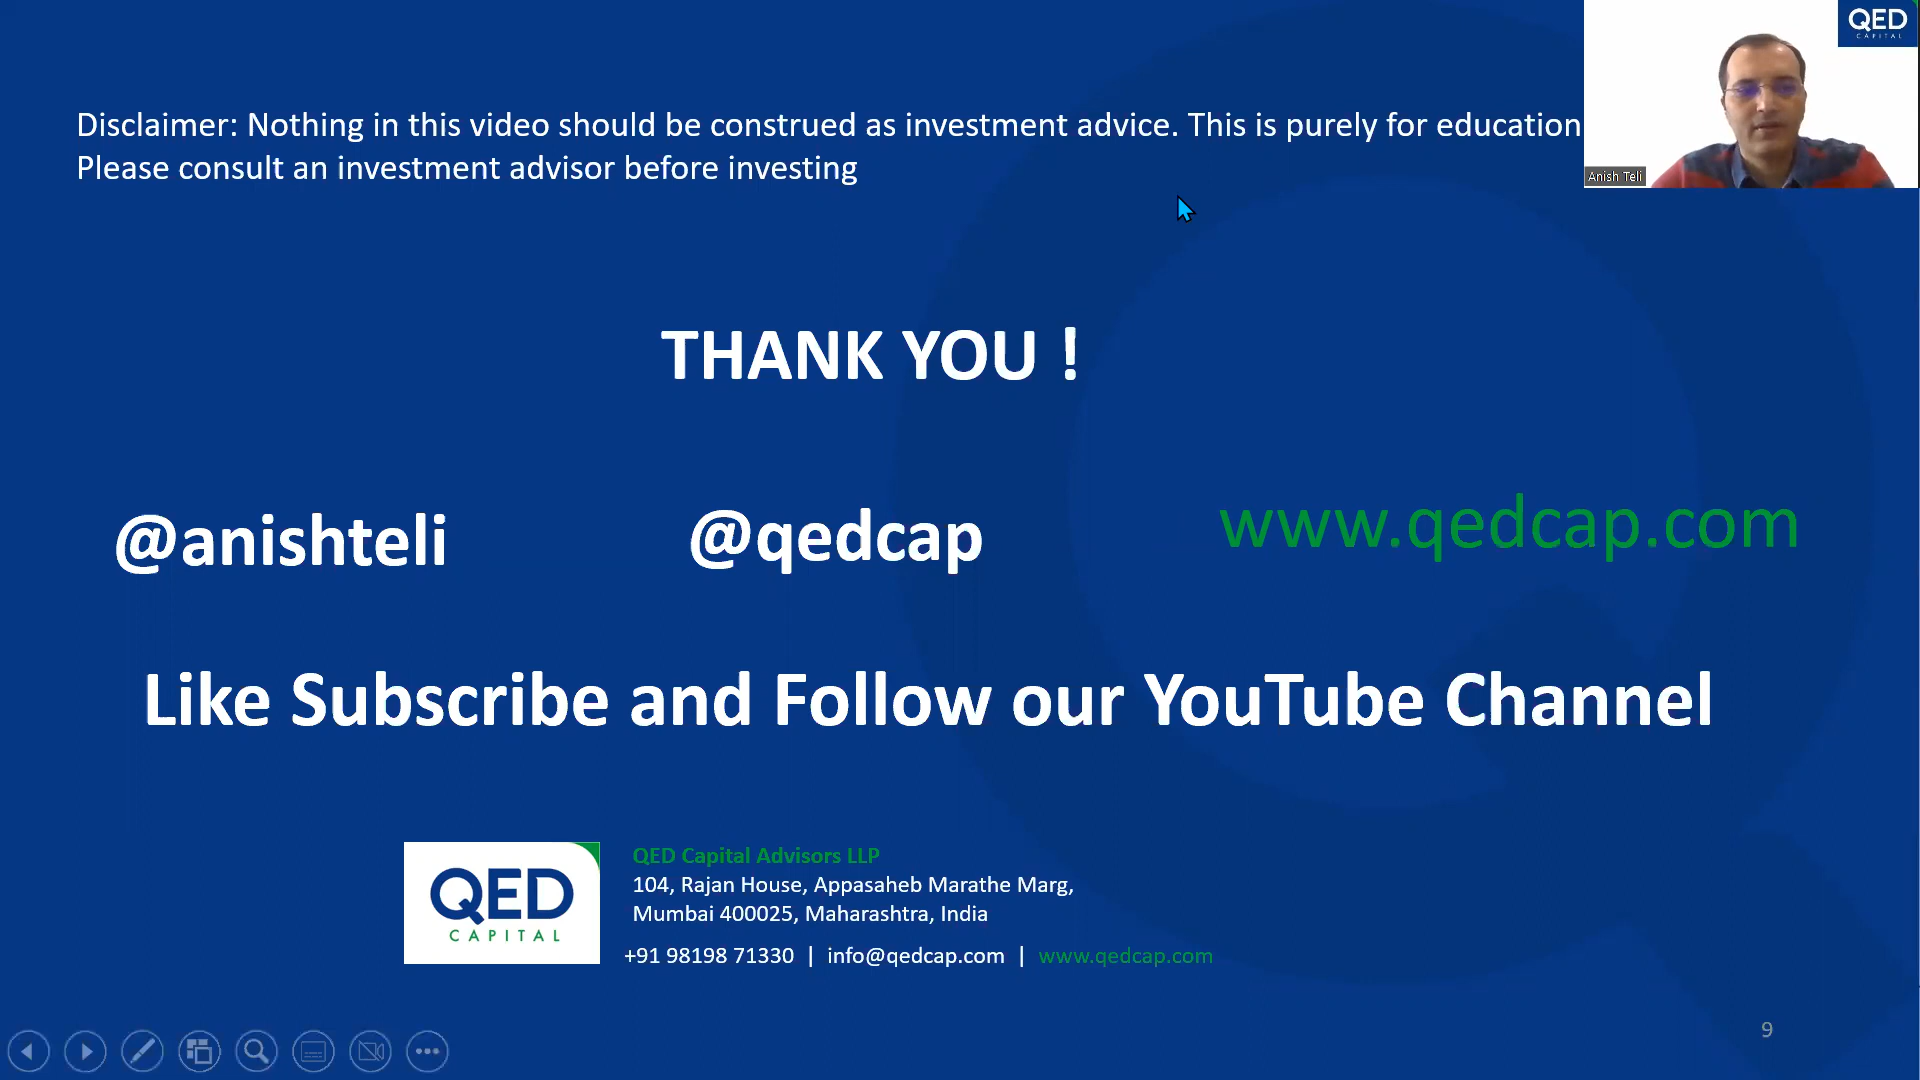 QED
CAPITAL
Disclaimer: Nothing in this video should be construed as investment advice. This is purely for education
Please consult an investment advisor before investing
Anish Teli
THANK YOU !
@anishteli
@qedcap
www.qedcap.com
Like Subscribe and Follow our YouTube Channel
QED
CAPITAL
QED Capital Advisors LLP
104, Rajan House, Appasaheb Marathe Marg,
Mumbai 400025, Maharashtra, India
+91 98198 71330 | info@qedcap.com | www.qedcap.com
9